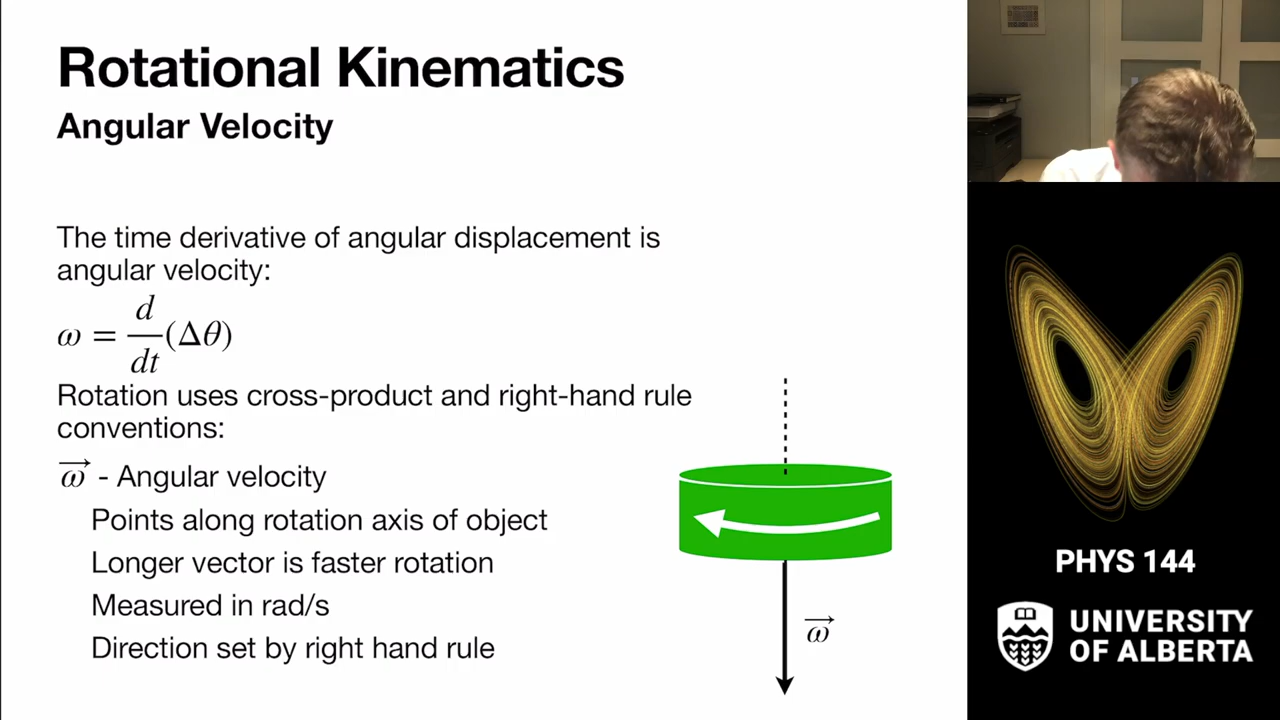 Rotational Kinematics
Angular Velocity
The time derivative of angular displacement is
angular velocity:
ω = d/dt (Δθ)
Rotation uses cross-product and right-hand rule
conventions:
ω⃗ - Angular velocity
Points along rotation axis of object
Longer vector is faster rotation
Measured in rad/s
Direction set by right hand rule
ω⃗
PHYS 144
UNIVERSITY
OF ALBERTA